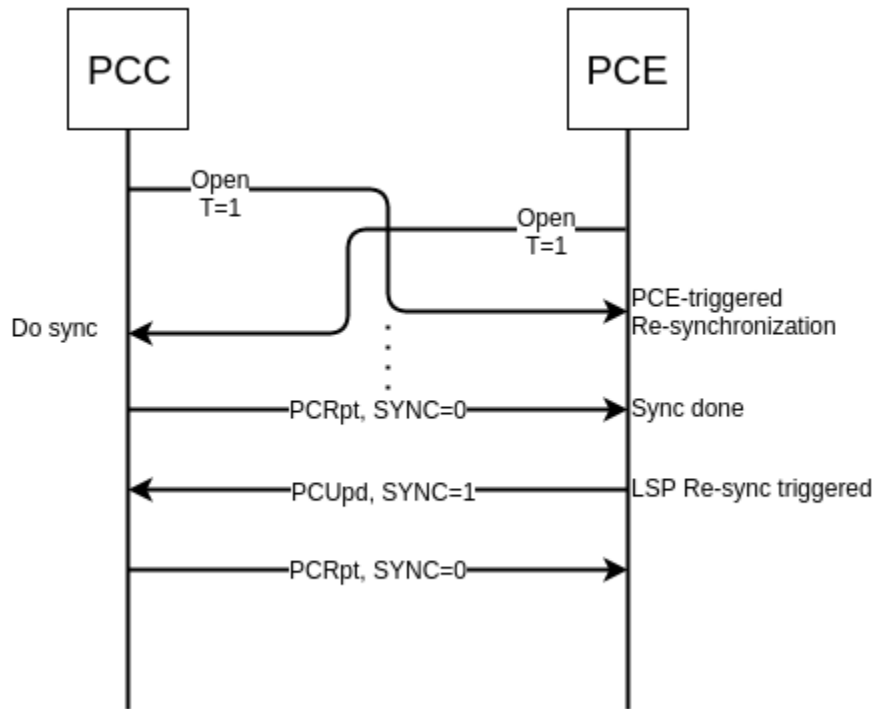 PCC
PCE
Open
T=1
Open
T=1
PCE-triggered
Re-synchronization
Do sync
PCRpt, SYNC=0
Sync done
PCUpd, SYNC=1
LSP Re-sync triggered
PCRpt, SYNC=0